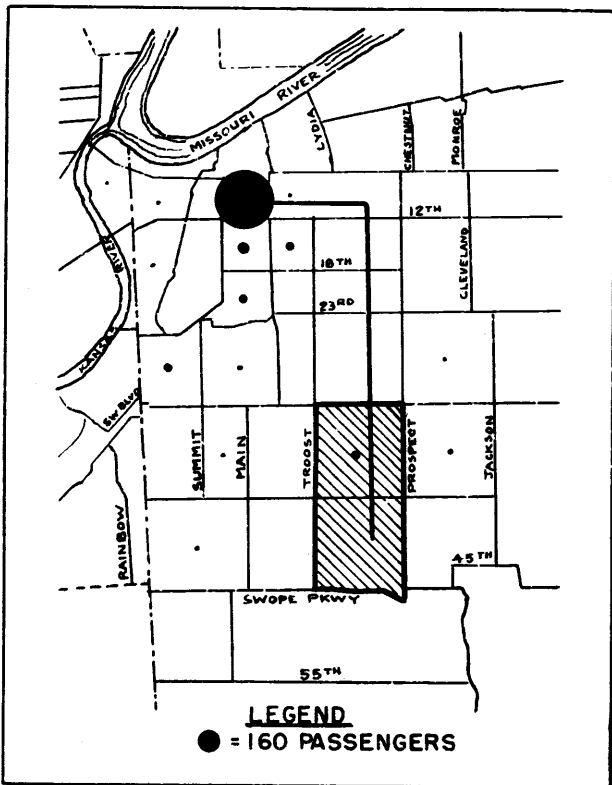 MISSOURI RIVER
LYDIA
CHESTNUT
MONROE
12TH
18TH
CLEVELAND
23RD
KANSAS RIVER
SW BLVD
SUMMIT
MAIN
TROOST
PROSPECT
JACKSON
RAINBOW
45TH
SWOPE PKWY
55TH
LEGEND
= 160 PASSENGERS